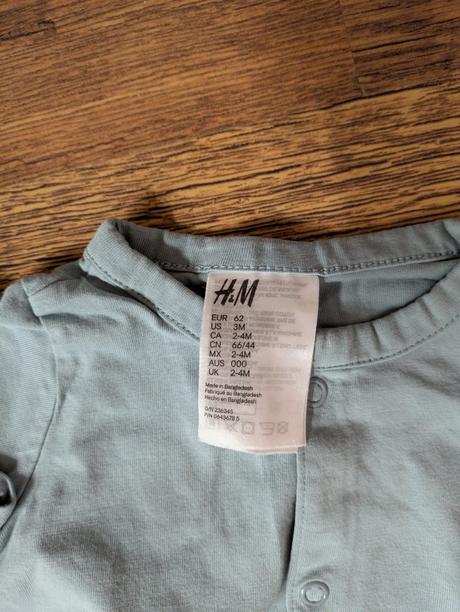 H&M
EUR 62
US 3M
CA 2-4M
CN 66/44
MX 2-4M
AUS 000
UK 2-4M
Made in Bangladesh
Fabriqué au Bangladesh
Hecho en Bangladesh
O/N 236345
P/N 0643678 5